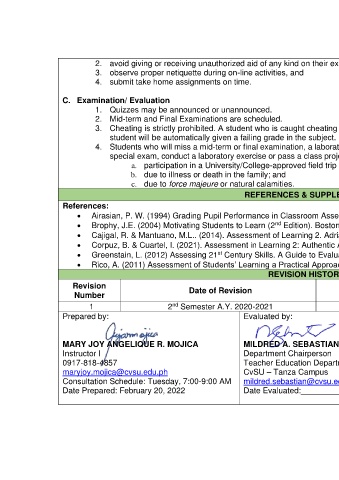 2. avoid giving or receiving unauthorized aid of any kind on their ex
3. observe proper netiquette during on-line activities, and
4. submit take home assignments on time.
C. Examination/ Evaluation
1. Quizzes may be announced or unannounced.
2. Mid-term and Final Examinations are scheduled.
3. Cheating is strictly prohibited. A student who is caught cheating
student will be automatically given a failing grade in the subject.
4. Students who will miss a mid-term or final examination, a laborat
special exam, conduct a laboratory exercise or pass a class proje
a. participation in a University/College-approved field trip
b. due to illness or death in the family; and
c. due to force majeure or natural calamities.
REFERENCES & SUPPLE
References:
• Airasian, P. W. (1994) Grading Pupil Performance in Classroom Asse
• Brophy, J.E. (2004) Motivating Students to Learn (2nd Edition). Boston
• Cajigal, R. & Mantuano, M.L.. (2014). Assessment of Learning 2. Adria
• Corpuz, B. & Cuartel, I. (2021). Assessment in Learning 2: Authentic A
• Greenstein, L. (2012) Assessing 21st Century Skills. A Guide to Evalua
• Rico, A. (2011) Assessment of Students' Learning a Practical Approac
REVISION HISTOR
Revision Number
Date of Revision
1
2nd Semester A.Y. 2020-2021
Prepared by:
MARY JOY ANGELIQUE R. MOJICA
Instructor I
0917-818-4857
maryjoy.mojica@cvsu.edu.ph
Consultation Schedule: Tuesday, 7:00-9:00 AM
Date Prepared: February 20, 2022
Evaluated by:
MILDRED A. SEBASTIAN
Department Chairperson
Teacher Education Departm
CvSU – Tanza Campus
mildred.sebastian@cvsu.e
Date Evaluated: